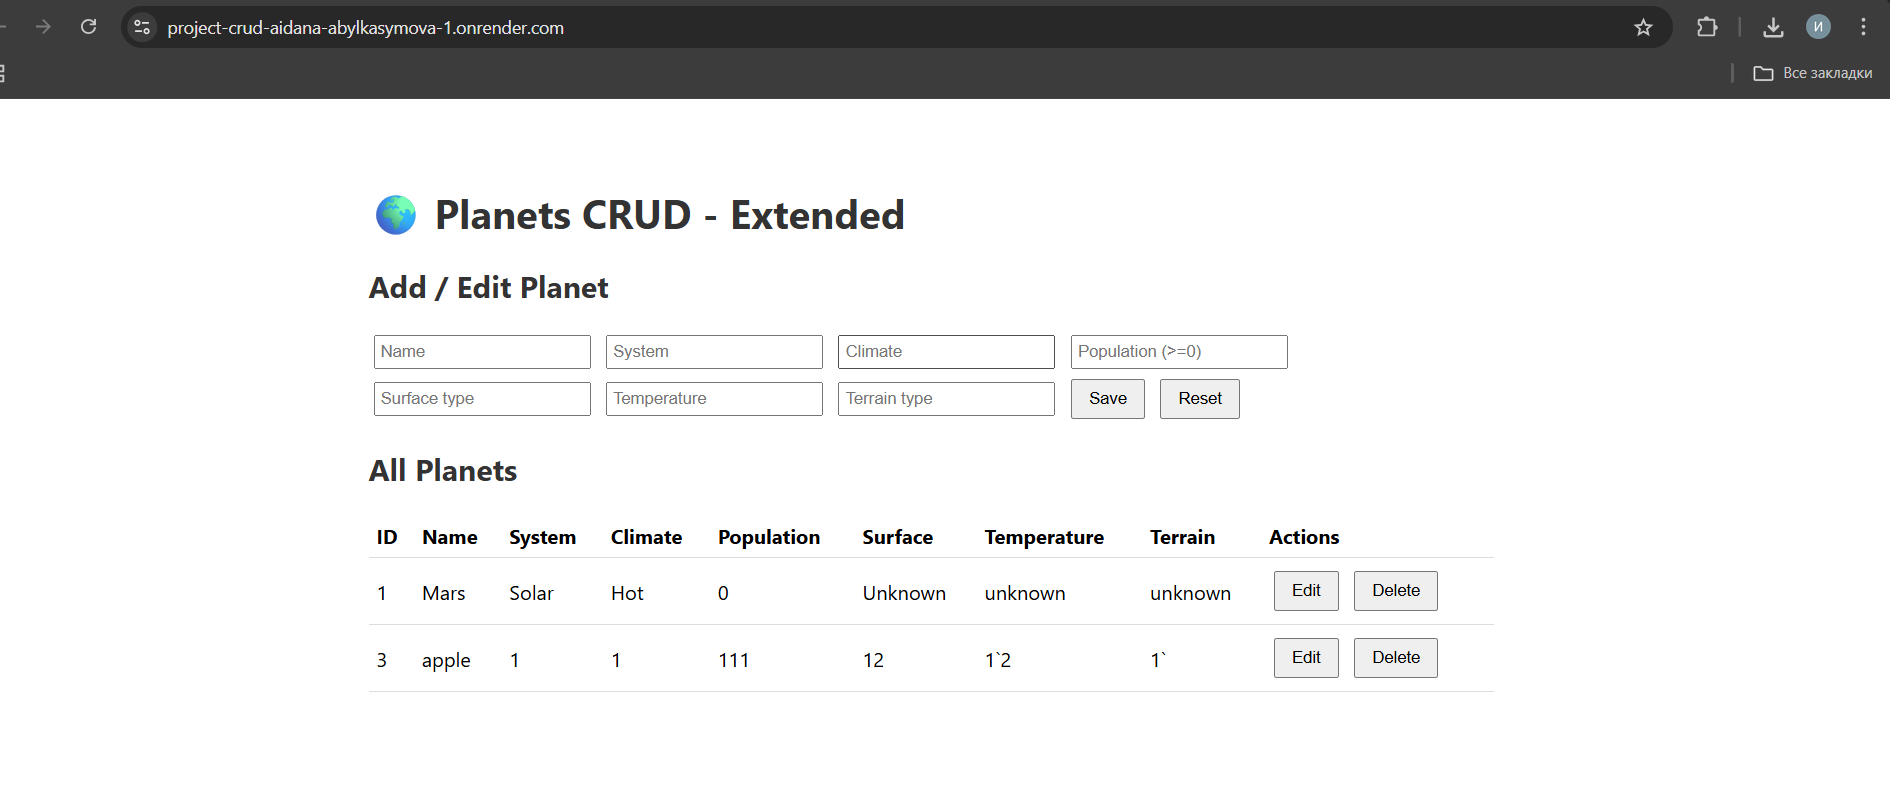 project-crud-aidana-abylkasymova-1.onrender.com
И
Все закладки
Planets CRUD - Extended
Add / Edit Planet
Name System Climate Population (>=0)
Surface type Temperature Terrain type Save Reset
All Planets
ID Name System Climate Population Surface Temperature Terrain Actions
1 Mars Solar Hot 0 Unknown unknown unknown Edit Delete
3 apple 1 1 111 12 1`2 1` Edit Delete